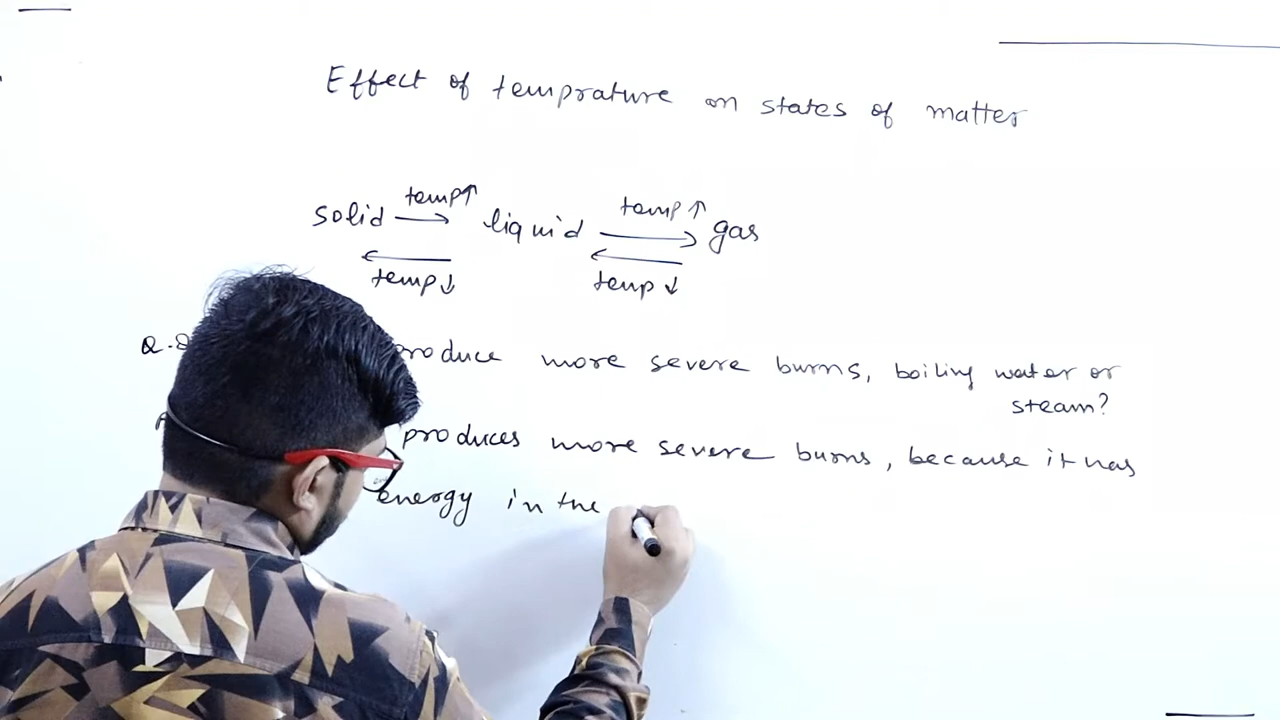 Effect of temprature on states of matter
temp↑ temp↑
solid → liquid → gas
← ←
temp↓ temp↓
Q. produce more severe burns, boiling water or
steam?
produces more severe burns, because it has
energy in the